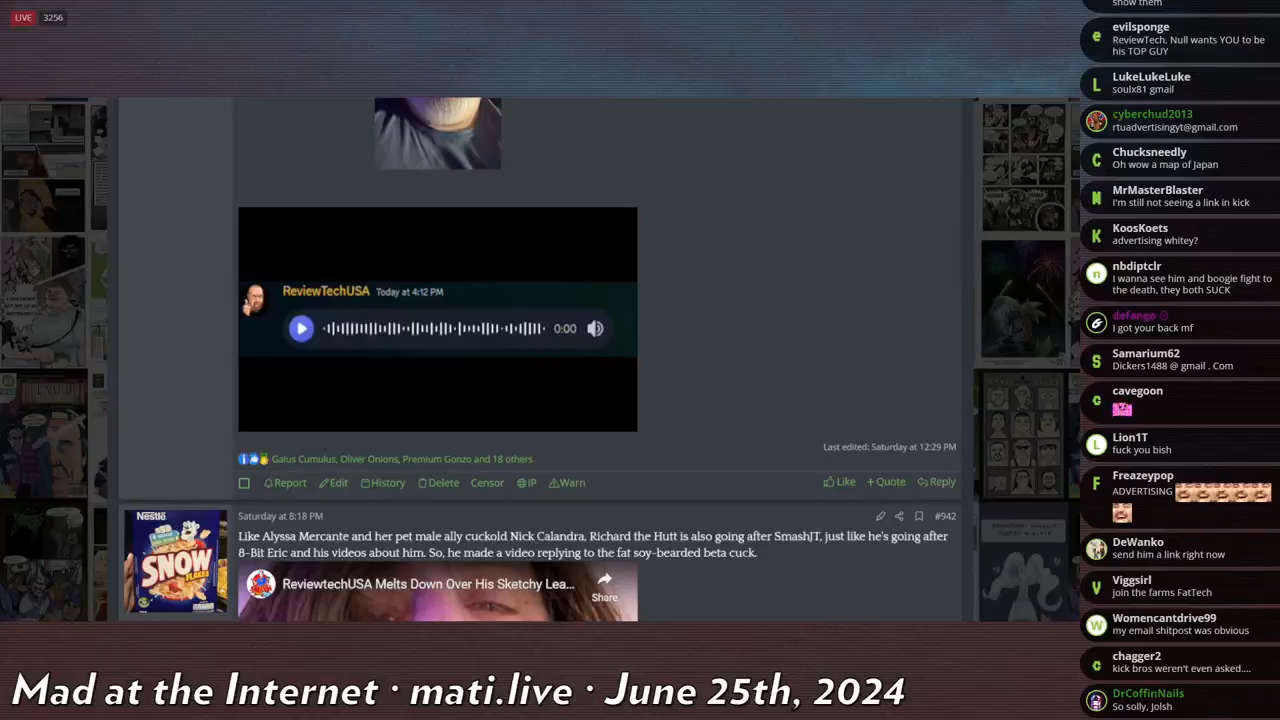 LIVE 3256
show them
evilsponge
ReviewTech, Null wants YOU to be
his TOP GUY
LukeLukeLuke
soulx81 gmail
cyberchud2013
rtuadvertisingyt@gmail.com
Chucksneedly
Oh wow a map of Japan
MrMasterBlaster
I'm still not seeing a link in kick
KoosKoets
advertising whitey?
nbdiptclr
I wanna see him and boogie fight to
the death, they both SUCK
defango
I got your back mf
Samarium62
Dickers1488 @ gmail . Com
cavegoon
Lion1T
fuck you bish
Freazeypop
ADVERTISING
DeWanko
send him a link right now
Viggsirl
join the farms FatTech
Womencantdrive99
my email shitpost was obvious
chagger2
kick bros weren't even asked....
DrCoffinNails
So solly, Jolsh
ReviewTechUSA Today at 4:12 PM
0:00
Last edited: Saturday at 12:29 PM
Gaius Cumulus, Oliver Onions, Premium Gonzo and 18 others
Report Edit History Delete Censor IP Warn Like +Quote Reply
Saturday at 8:18 PM #942
Like Alyssa Mercante and her pet male ally cuckold Nick Calandra, Richard the Hutt is also going after SmashJT, just like he's going after
8-Bit Eric and his videos about him. So, he made a video replying to the fat soy-bearded beta cuck.
Nestlé
SNOW
FLAKES
ReviewtechUSA Melts Down Over His Sketchy Lea...
Share
Mad at the Internet · mati.live · June 25th, 2024